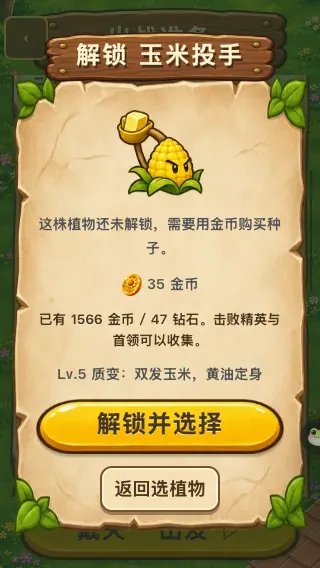 解锁 玉米投手
这株植物还未解锁，需要用金币购买种
子。
35 金币
已有 1566 金币 / 47 钻石。击败精英与
首领可以收集。
Lv.5 质变：双发玉米，黄油定身
解锁并选择
返回选植物